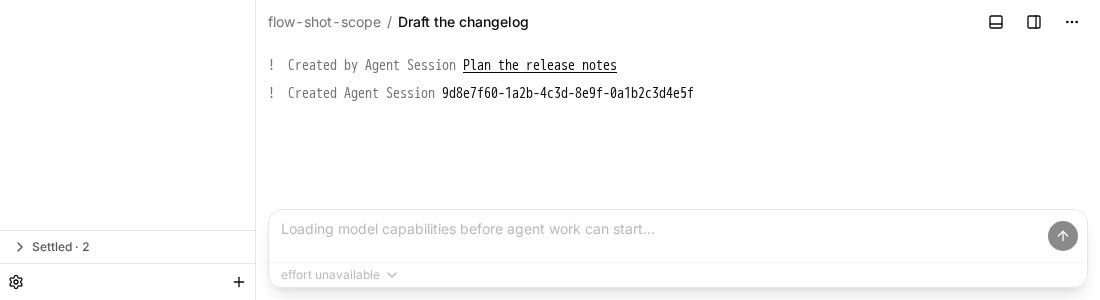 flow-shot-scope / Draft the changelog
! Created by Agent Session Plan the release notes
! Created Agent Session 9d8e7f60-1a2b-4c3d-8e9f-0a1b2c3d4e5f
Loading model capabilities before agent work can start...
Settled · 2
effort unavailable